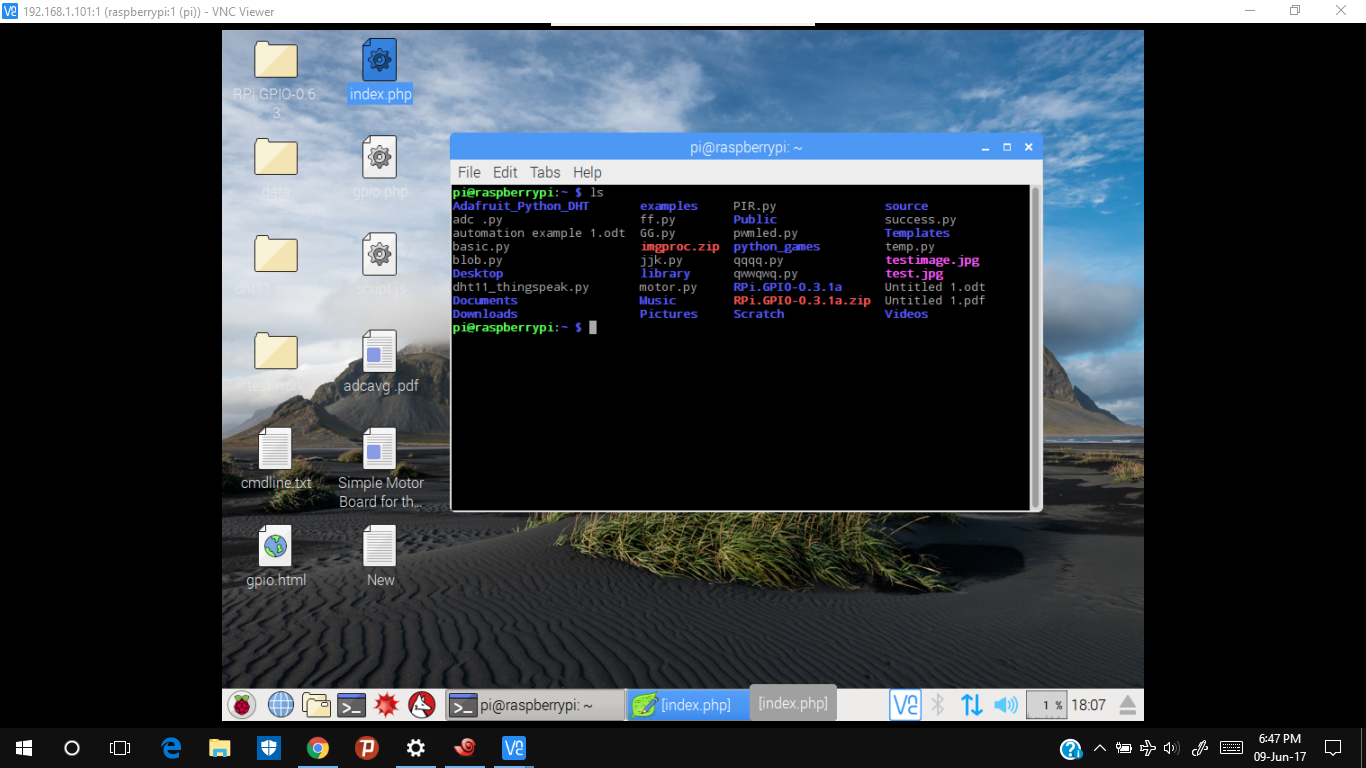 192.168.1.101:1 (raspberrypi:1 (pi)) - VNC Viewer
RPi.GPIO-0.6.
3
index.php
data
gpio.php
script.js
adcavg .pdf
cmdline.txt
Simple Motor
Board for th...
gpio.html
New
pi@raspberrypi: ~
File Edit Tabs Help
pi@raspberrypi:~ $ ls
Adafruit_Python_DHT examples PIR.py source
adc .py ff.py Public success.py
automation example 1.odt GG.py pwmled.py Templates
basic.py imgproc.zip python_games temp.py
blob.py jjk.py qqqq.py testimage.jpg
Desktop library qwwqwq.py test.jpg
dht11_thingspeak.py motor.py RPi.GPIO-0.3.1a Untitled 1.odt
Documents Music RPi.GPIO-0.3.1a.zip Untitled 1.pdf
Downloads Pictures Scratch Videos
pi@raspberrypi:~ $
pi@raspberrypi: ~
[index.php]
[index.php]
1 %
18:07
6:47 PM
09-Jun-17